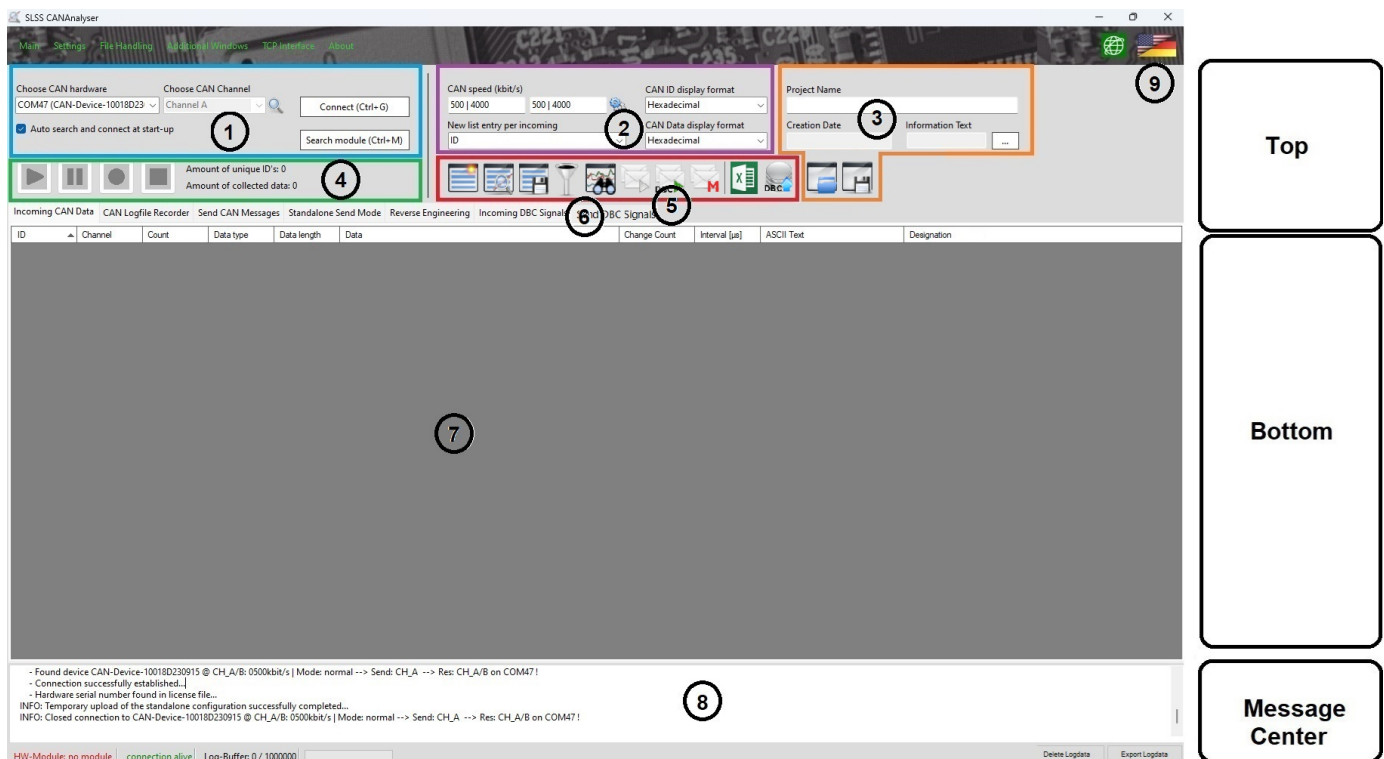 SLSS CANAnalyser
Main Settings File Handling Additional Windows TCP Interface About
C221
C22
C235
9
Choose CAN hardware Choose CAN Channel
COM47 (CAN-Device-10018D23 Channel A
Connect (Ctrl+G)
Auto search and connect at start-up
1
Search module (Ctrl+M)
CAN speed (kbit/s) CAN ID display format
500 | 4000 500 | 4000 Hexadecimal
New list entry per incoming 2 CAN Data display format
ID Hexadecimal
Project Name
Creation Date 3 Information Text
...
Amount of unique ID's: 0
Amount of collected data: 0
4
M
X
DBC
5
Incoming CAN Data CAN Logfile Recorder Send CAN Messages Standalone Send Mode Reverse Engineering Incoming DBC Signals Send DBC Signals
6
ID Channel Count Data type Data length Data Change Count Interval [µs] ASCII Text Designation
7
- Found device CAN-Device-10018D230915 @ CH_A/B: 0500kbit/s | Mode: normal --> Send: CH_A --> Res: CH_A/B on COM47 !
- Connection successfully established...
- Hardware serial number found in license file...
INFO: Temporary upload of the standalone configuration successfully completed...
INFO: Closed connection to CAN-Device-10018D230915 @ CH_A/B: 0500kbit/s | Mode: normal --> Send: CH_A --> Res: CH_A/B on COM47 !
8
HW-Module: no module connection alive Log-Buffer: 0 / 1000000 Delete Logdata Export Logdata
Top
Bottom
Message
Center